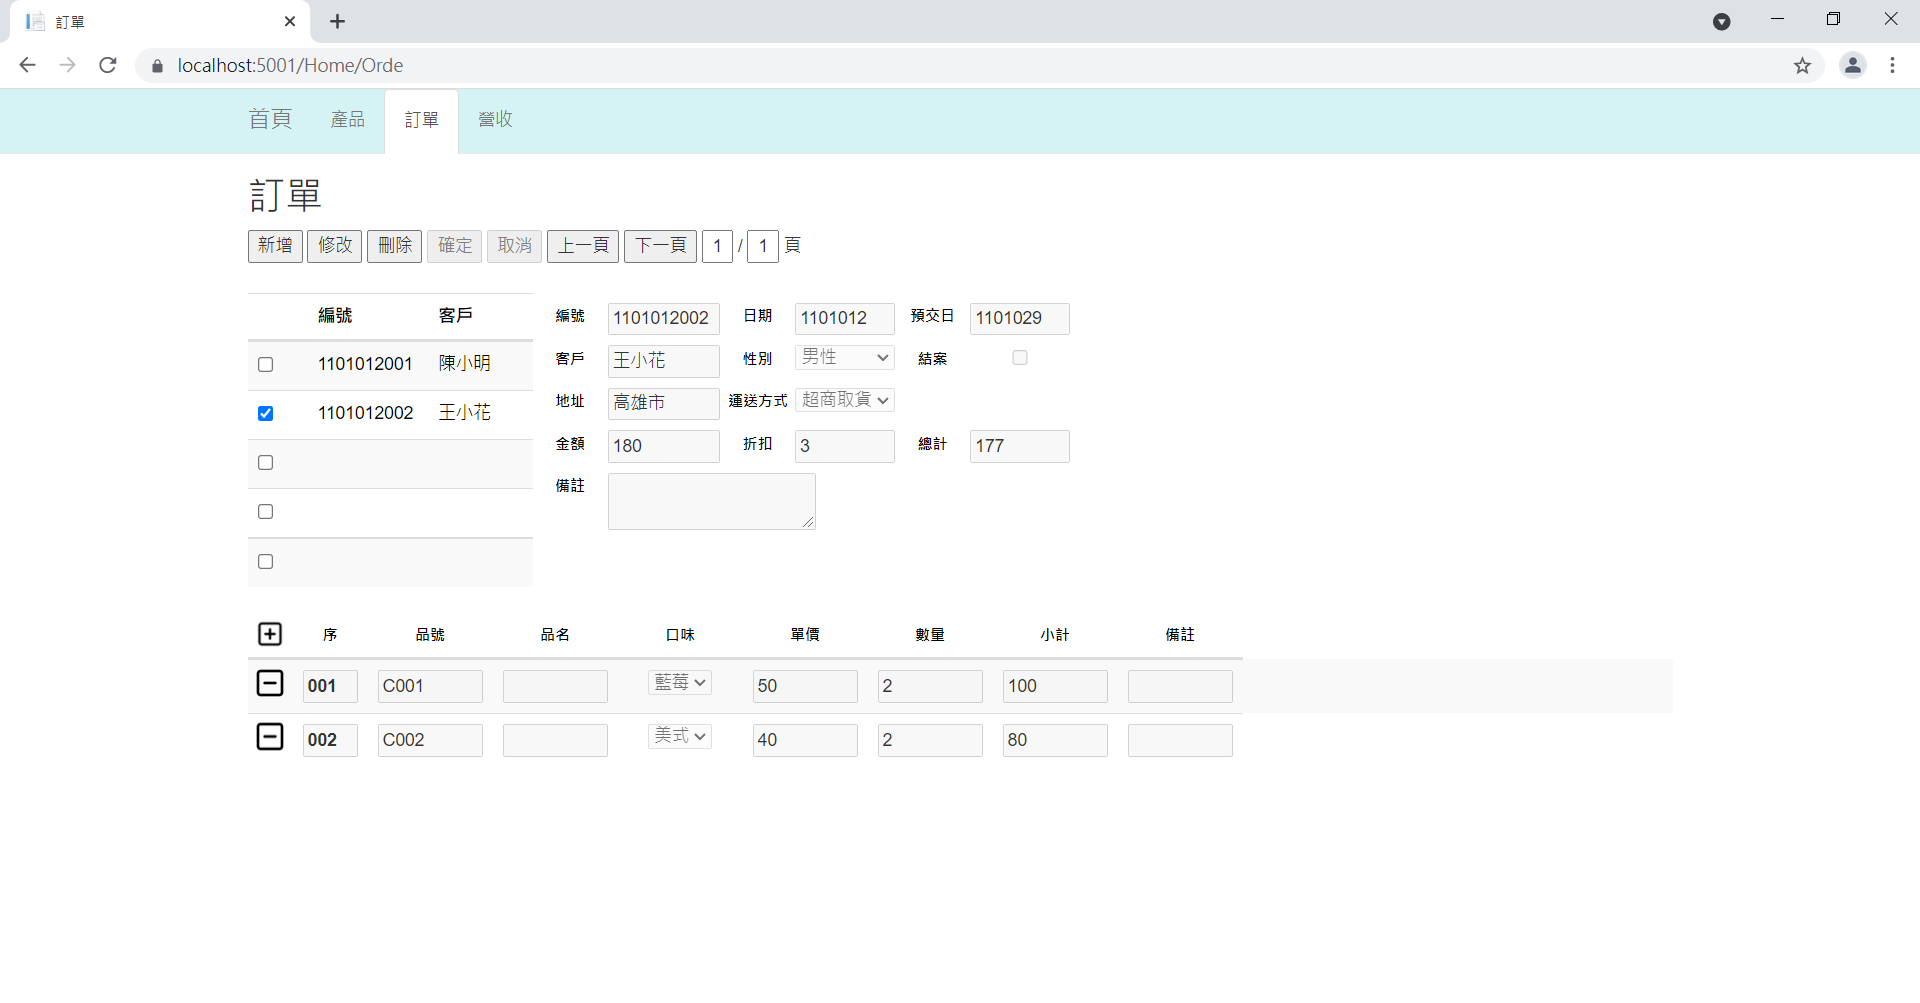 訂單
localhost:5001/Home/Orde
首頁 產品 訂單 營收
訂單
新增 修改 刪除 確定 取消 上一頁 下一頁 1 / 1 頁
編號 客戶
1101012001 陳小明
1101012002 王小花
編號 1101012002 日期 1101012 預交日 1101029
客戶 王小花 性別 男性 結案
地址 高雄市 運送方式 超商取貨
金額 180 折扣 3 總計 177
備註
序 品號 品名 口味 單價 數量 小計 備註
001 C001 藍莓 50 2 100
002 C002 美式 40 2 80